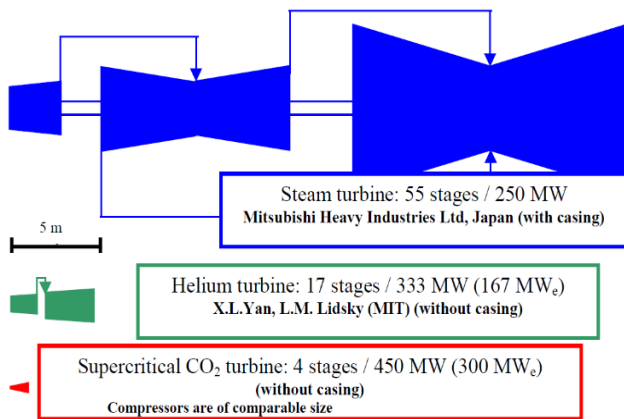 Steam turbine: 55 stages / 250 MW
Mitsubishi Heavy Industries Ltd, Japan (with casing)
5 m
Helium turbine: 17 stages / 333 MW (167 MWₑ)
X.L.Yan, L.M. Lidsky (MIT) (without casing)
Supercritical CO₂ turbine: 4 stages / 450 MW (300 MWₑ)
(without casing)
Compressors are of comparable size